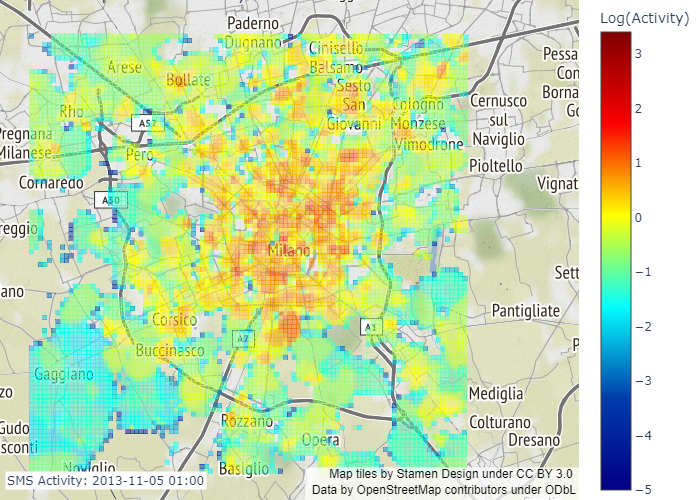 Log(Activity)
3
2
1
0
−1
−2
−3
−4
−5
Paderno
Dugnano
Cinisello
Balsamo
Arese
Bollate
Sesto
San
Giovanni
Rho
A52
Pero
Cologno
Monzese
Vimodrone
Cernusco
sul
Naviglio
Pessa
Con
Borna
Go
Pregnana
Milanese
Cornaredo
A50
Pioltello
Vignat
reggio
Milano
Sett
ano
Pantigliate
Corsico
A7
A1
P
Buccinasco
Gaggiano
zo
Mediglia
Gudo
sconti
Rozzano
Opera
Colturano
Dresano
Noviglio
Basiglio
SMS Activity: 2013-11-05 01:00
Map tiles by Stamen Design under CC BY 3.0
Data by OpenStreetMap contributors under ODbL